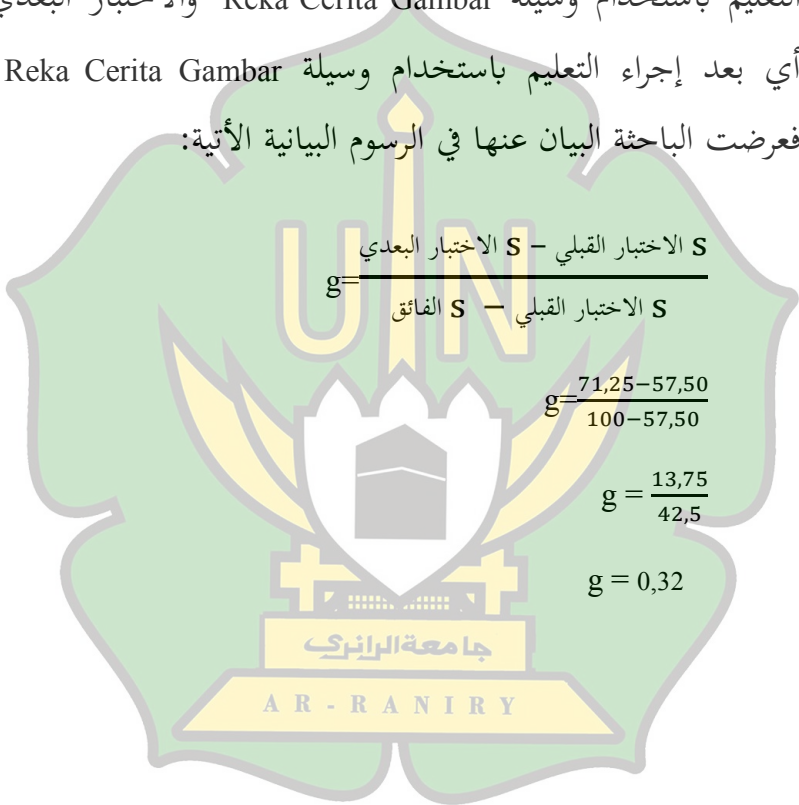 التعليم باستخدام وسيلة Reka Cerita Gambar والاختبار البعدي
أي بعد إجراء التعليم باستخدام وسيلة Reka Cerita Gambar
فعرضت الباحثة البيان عنها في الرسوم البيانية الأتية:
S الاختبار القبلي – S الاختبار البعدي
g=
S الاختبار القبلي – S الفائق
g=71,25−57,50
100−57,50
g = 13,75
42,5
g = 0,32
UIN
جامعة الرانري
AR-RANIRY